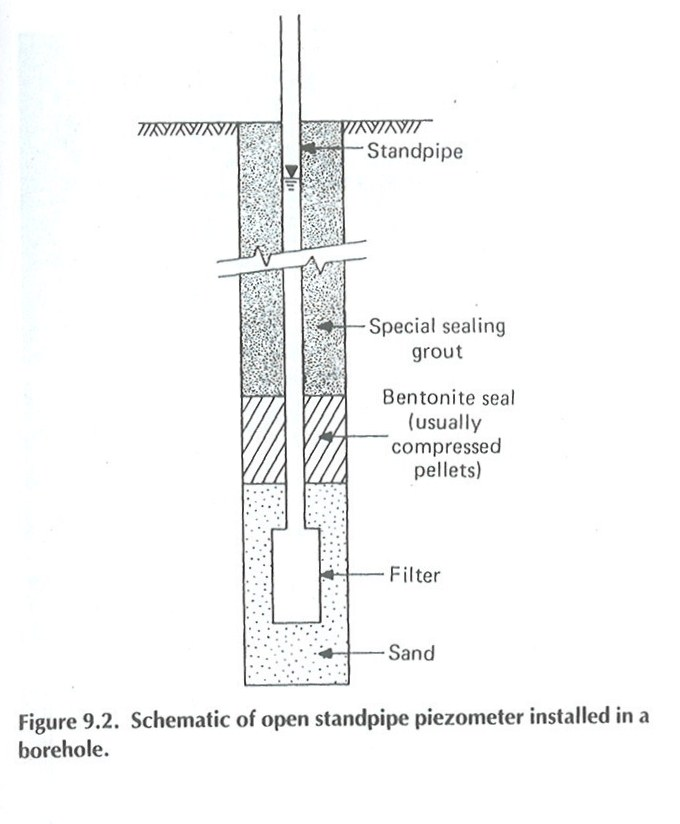 Standpipe
Special sealing
grout
Bentonite seal
(usually
compressed
pellets)
Filter
Sand
Figure 9.2. Schematic of open standpipe piezometer installed in a
borehole.